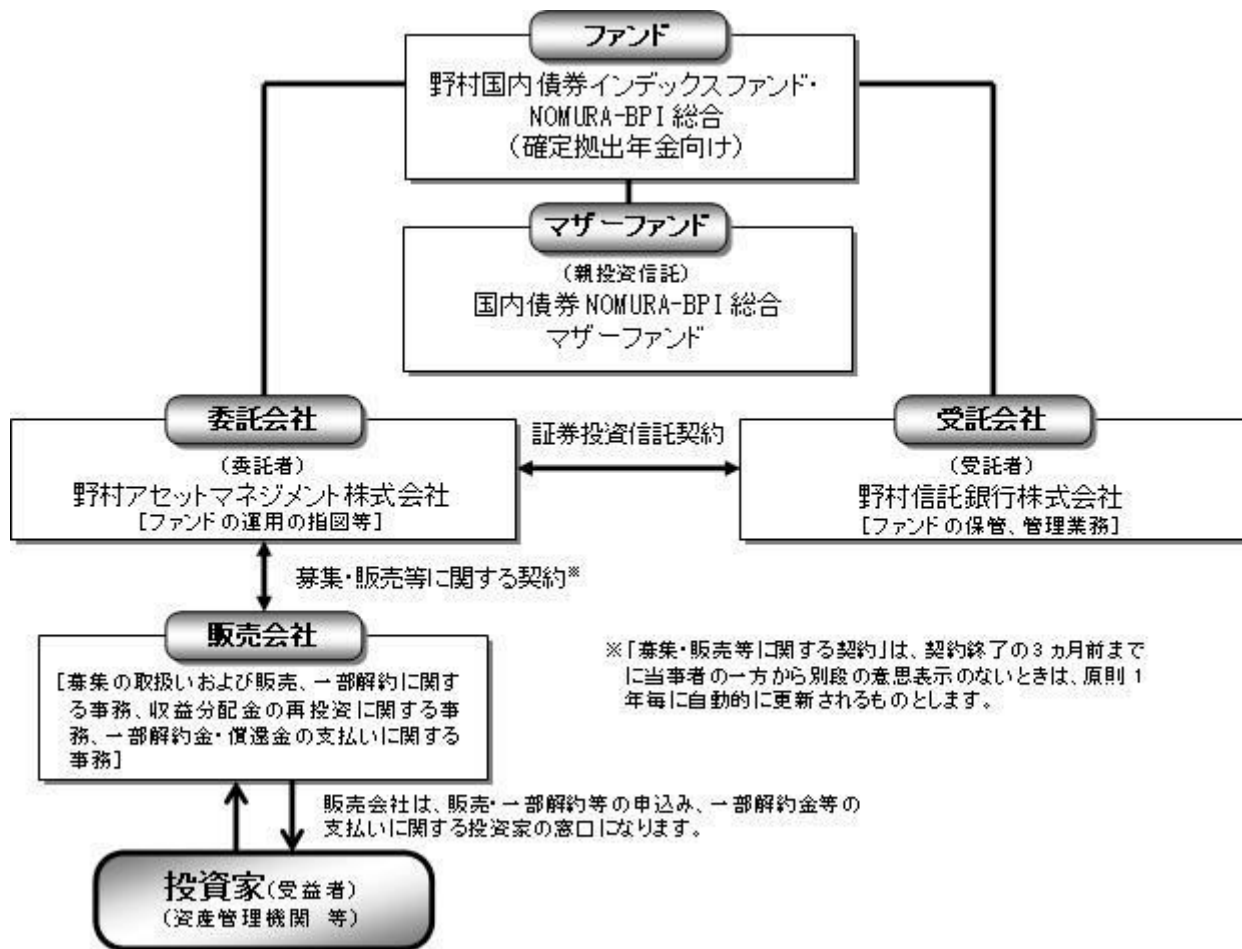 ファンド
野村国内債券インデックスファンド・
NOMURA-BPI 総合
（確定拠出年金向け）
マザーファンド
（親投資信託）
国内債券 NOMURA-BPI 総合
マザーファンド
委託会社
（委託者）
野村アセットマネジメント株式会社
［ファンドの運用の指図等］
証券投資信託契約
受託会社
（受託者）
野村信託銀行株式会社
［ファンドの保管、管理業務］
募集・販売等に関する契約※
販売会社
［募集の取扱いおよび販売、一部解約に関す
る事務、収益分配金の再投資に関する事
務、一部解約金・償還金の支払いに関する
事務］
※「募集・販売等に関する契約」は、契約終了の3ヵ月前まで
に当事者の一方から別段の意思表示のないときは、原則1
年毎に自動的に更新されるものとします。
販売会社は、販売・一部解約等の申込み、一部解約金等の
支払いに関する投資家の窓口になります。
投資家（受益者）
（資産管理機関 等）